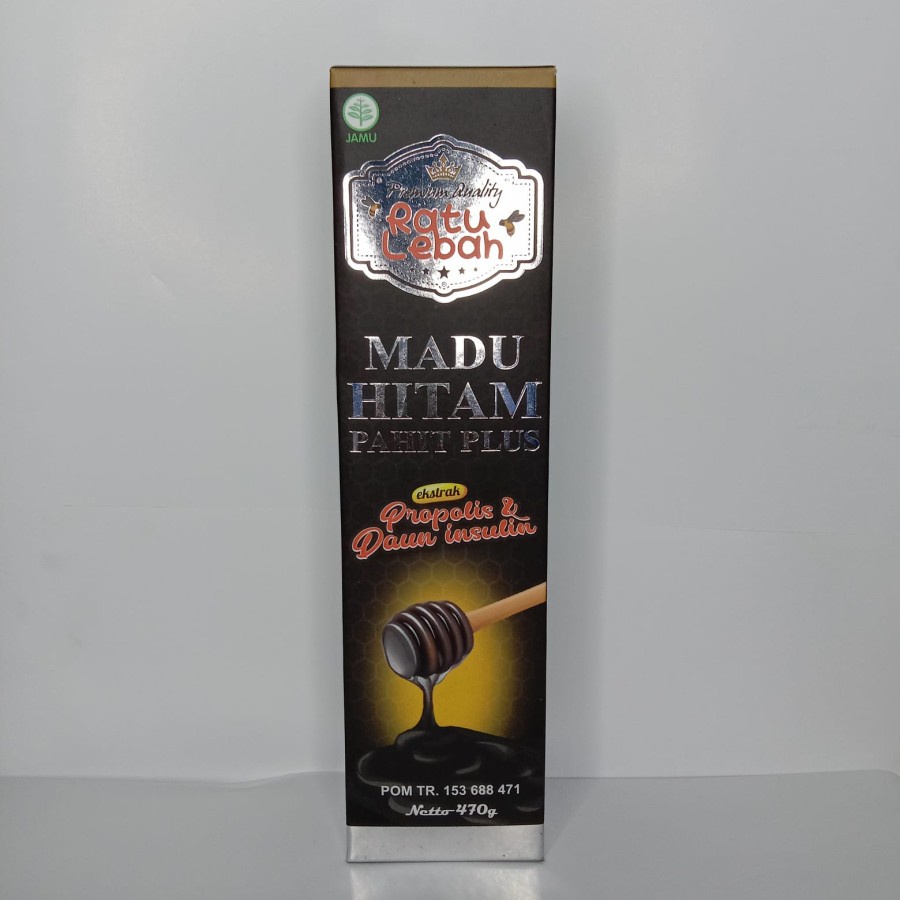 JAMU
Premium Quality
Ratu
Lebah
MADU
HITAM
PAHIT PLUS
ekstrak
Propolis &
Daun insulin
POM TR. 153 688 471
Netto 470g